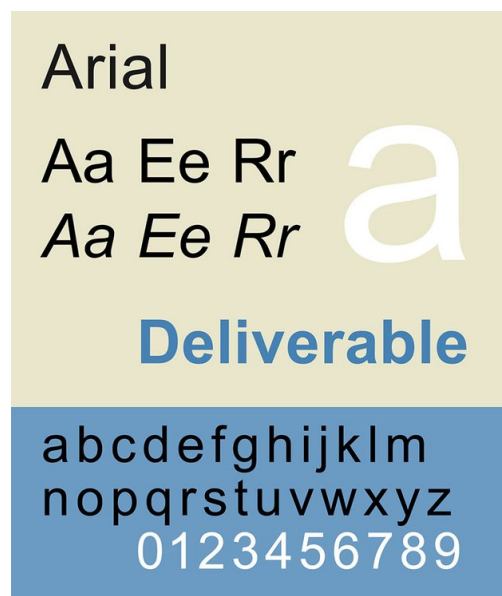 Arial
Aa Ee Rr
Aa Ee Rr
a
Deliverable
abcdefghijklm
nopqrstuvwxyz
0123456789